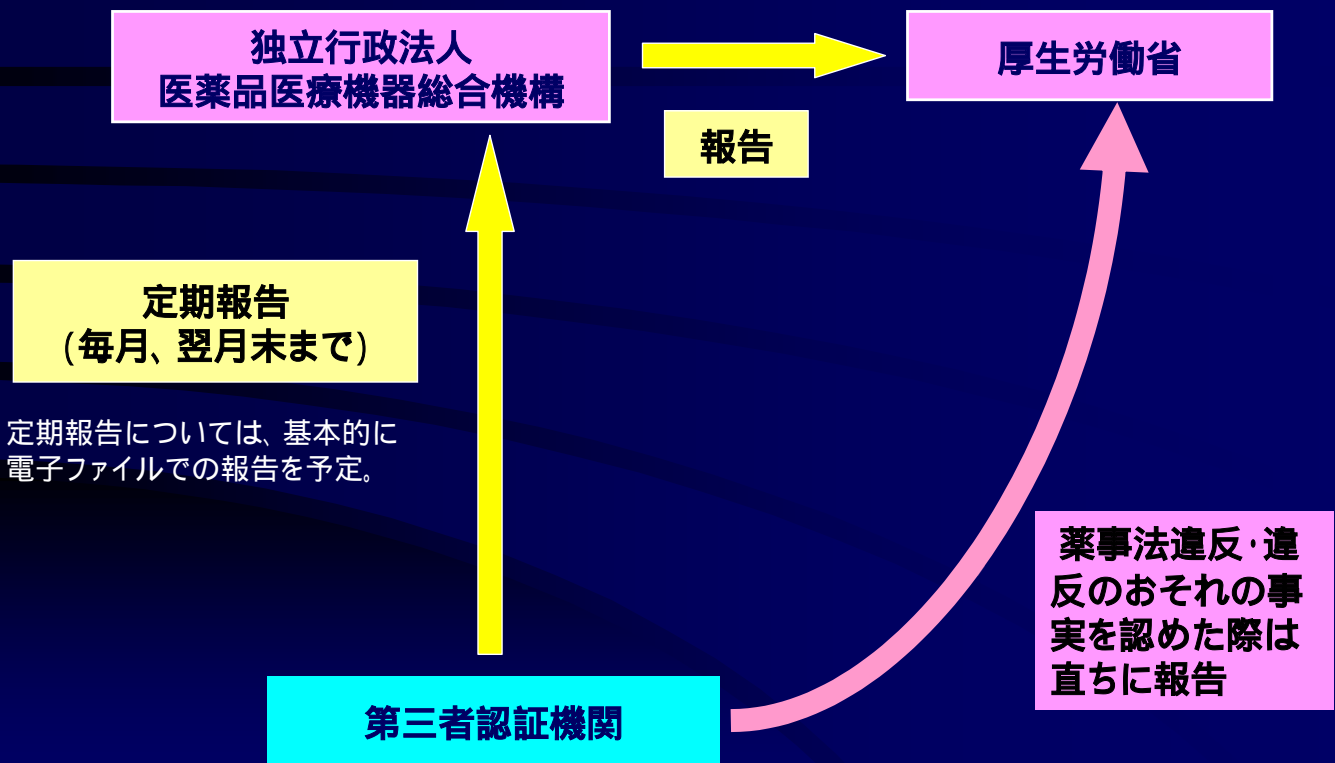 独立行政法人
医薬品医療機器総合機構
厚生労働省
報告
定期報告
(毎月、翌月末まで)
定期報告については、基本的に
電子ファイルでの報告を予定。
薬事法違反・違
反のおそれの事
実を認めた際は
直ちに報告
第三者認証機関